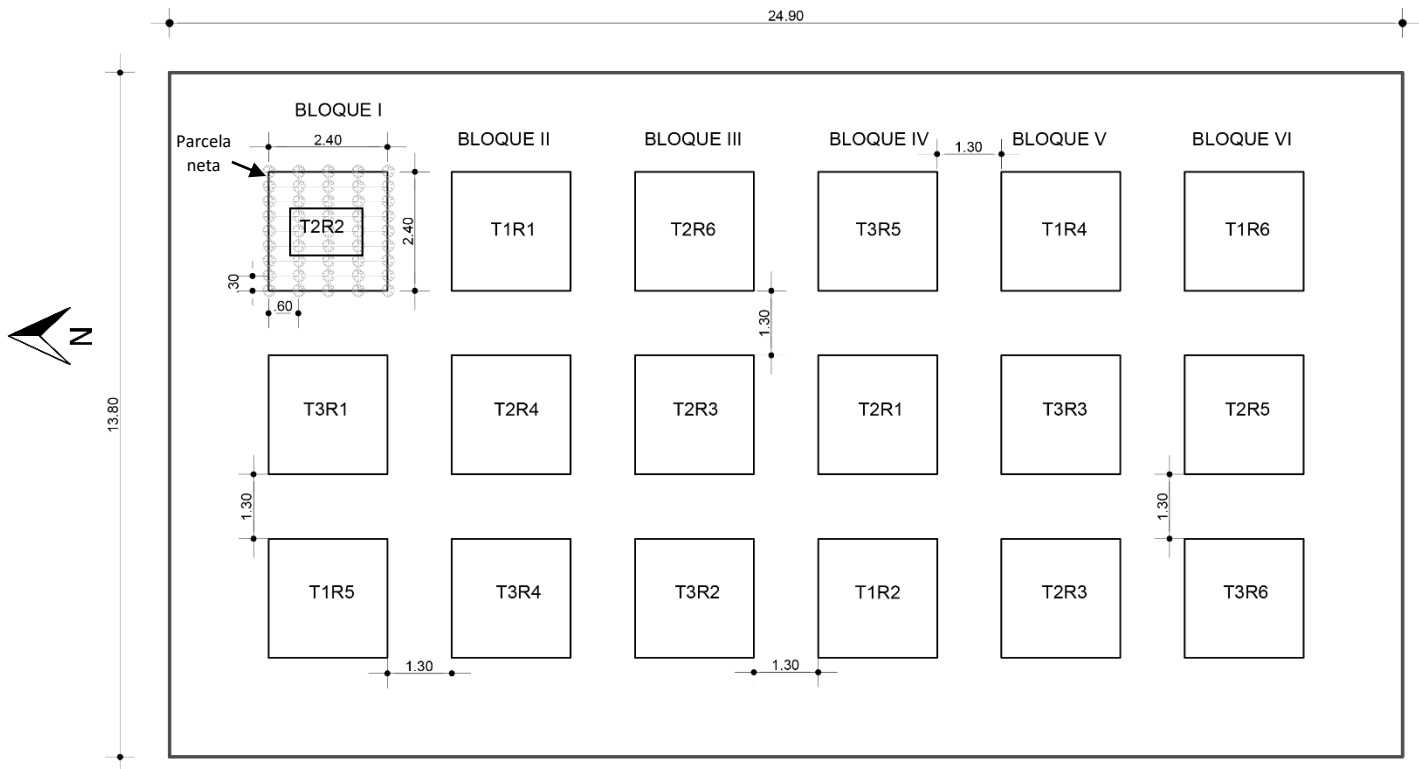 24.90
BLOQUE I
BLOQUE II
BLOQUE III
BLOQUE IV
BLOQUE V
BLOQUE VI
Parcela
neta
2.40
1.30
T2R2
2.40
T1R1
T2R6
T3R5
T1R4
T1R6
.30
.60
1.30
N
13.80
T3R1
T2R4
T2R3
T2R1
T3R3
T2R5
1.30
1.30
T1R5
T3R4
T3R2
T1R2
T2R3
T3R6
1.30
1.30